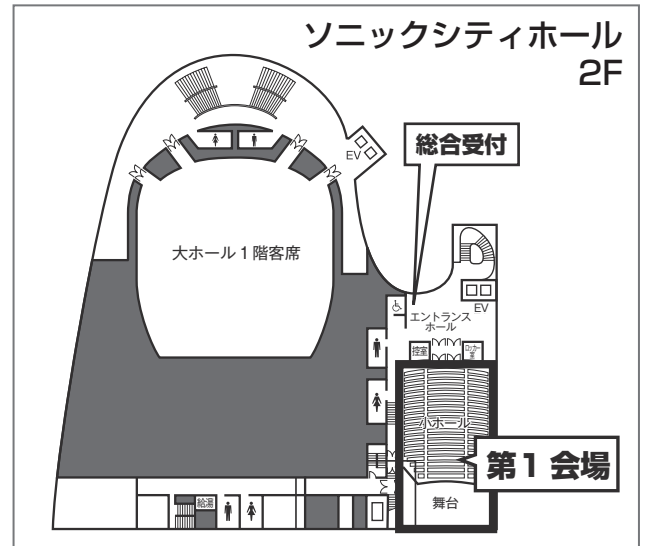 ソニックシティホール
2F
総合受付
EV
大ホール1階客席
EV
エントランス
ホール
控室
ロッカー
室
小ホール
第1会場
舞台
給湯